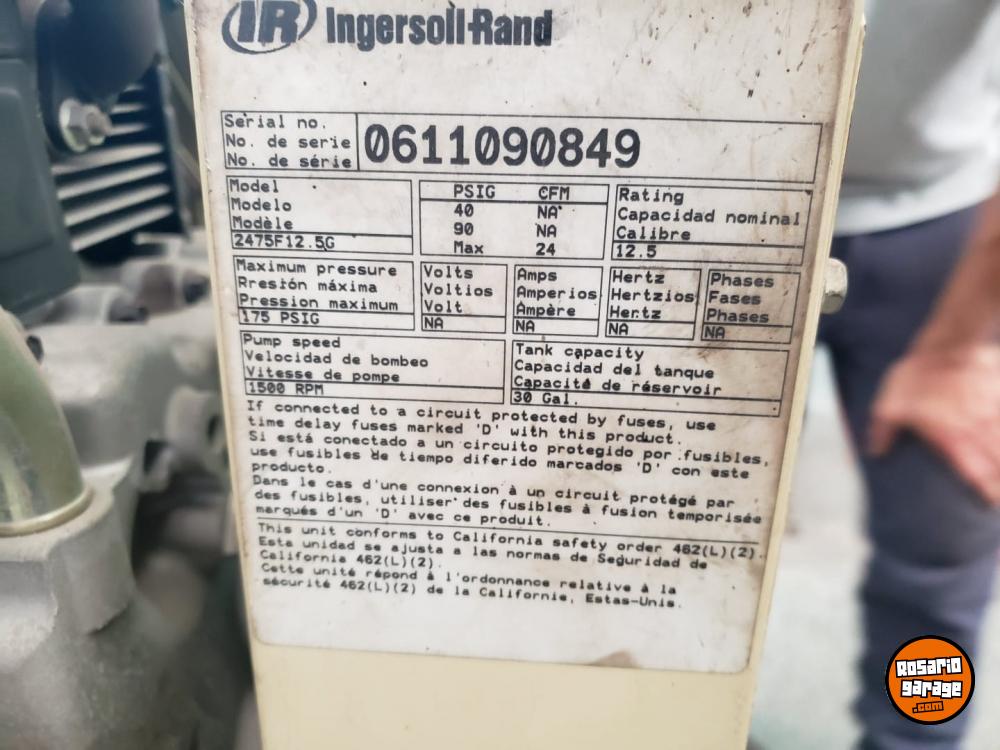 IR Ingersoll-Rand
Serial no.
No. de serie
No. de série
0611090849
Model
Modelo
Modèle
2475F12.5G
PSIG CFM
40 NA
90 NA
Max 24
Rating
Capacidad nominal
Calibre
12.5
Maximum pressure
Rresión máxima
Pression maximum
175 PSIG
Volts
Voltios
Volt
NA
Amps
Amperios
Ampère
NA
Hertz
Hertzios
Hertz
NA
Phases
Fases
Phases
NA
Pump speed
Velocidad de bombeo
Vitesse de pompe
1500 RPM
Tank capacity
Capacidad del tanque
Capacité de réservoir
30 Gal.
If connected to a circuit protected by fuses, use
time delay fuses marked 'D' with this product.
Si está conectado a un circuito protegido por fusibles,
use fusibles de tiempo diferido marcados 'D' con este
producto.
Dans le cas d'une connexion à un circuit protégé par
des fusibles, utiliser des fusibles à fusion temporisée
marqués d'un 'D' avec ce produit.
This unit conforms to California safety order 462(L)(2).
Esta unidad se ajusta a las normas de Seguridad de
California 462(L)(2).
Cette unité répond à l'ordonnance relative à la
sécurité 462(L)(2) de la Californie, Estas-Unis.
Rosario
garage
.com